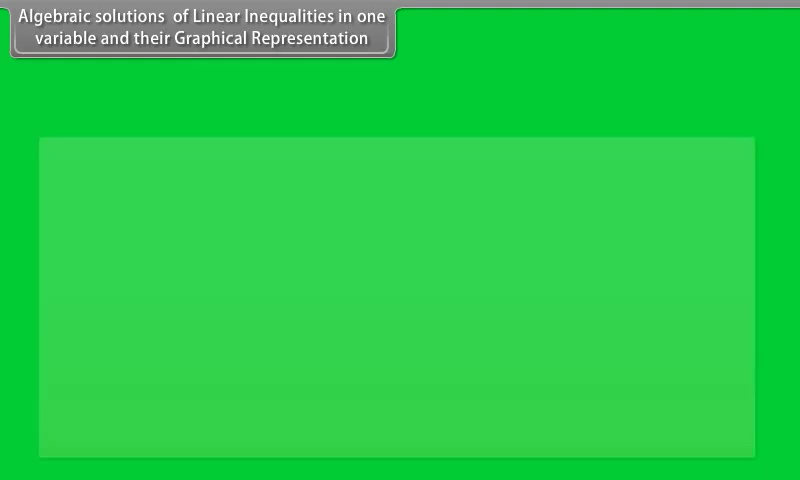 Algebraic solutions  of Linear Inequalities in one
variable and their Graphical Representation